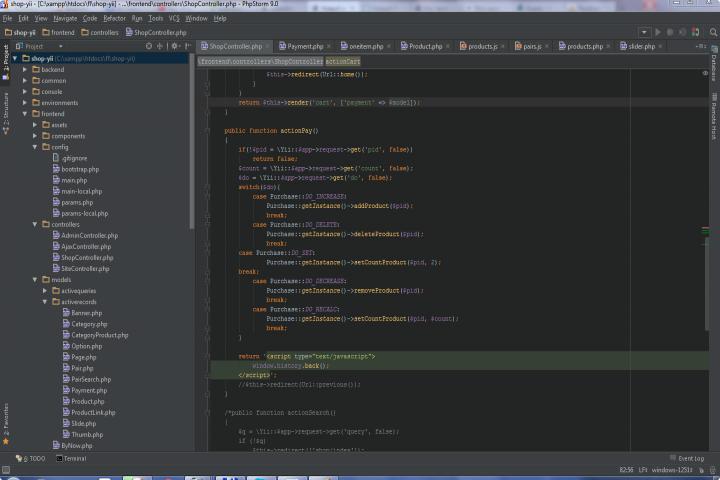 shop-yii - [C:\xampp\htdocs\ff\shop-yii] - ...\frontend\controllers\ShopController.php - PhpStorm 9.0
File Edit View Navigate Code Refactor Run Tools VCS Window Help
shop-yii frontend controllers ShopController.php
Project
ShopController.php Payment.php oneitem.php Product.php products.js pairs.js products.php slider.php
shop-yii (C:\xampp\htdocs\ff\shop-yii)
backend
common
console
environments
frontend
assets
components
config
.gitignore
bootstrap.php
main.php
main-local.php
params.php
params-local.php
controllers
AdminController.php
AjaxController.php
ShopController.php
SiteController.php
models
activequeries
activerecords
Banner.php
Category.php
CategoryProduct.php
Option.php
Page.php
Pair.php
PairSearch.php
Payment.php
Product.php
ProductLink.php
Slide.php
Thumb.php
ByNow.php
\frontend\controllers\ShopController actionCart
$this->redirect(Url::home());
}
}
return $this->render('cart', ['payment' => $model]);
}
public function actionPay()
{
if(!$pid = \Yii::$app->request->get('pid', false))
return false;
$count = \Yii::$app->request->get('count', false);
$do = \Yii::$app->request->get('do', false);
switch($do){
case Purchase::DO_INCREASE:
Purchase::getInstance()->addProduct($pid);
break;
case Purchase::DO_DELETE:
Purchase::getInstance()->deleteProduct($pid);
break;
case Purchase::DO_SET:
Purchase::getInstance()->setCountProduct($pid, 2);
break;
case Purchase::DO_DECREASE:
Purchase::getInstance()->removeProduct($pid);
break;
case Purchase::DO_RECALC:
Purchase::getInstance()->setCountProduct($pid, $count);
break;
}
return '<script type="text/javascript">
window.history.back();
</script>';
//$this->redirect(Url::previous());
}
/*public function actionSearch()
{
$q = \Yii::$app->request->get('query', false);
if (!$q)
$this->redirect(['shop/index']);
1: Project
7: Structure
2: Favorites
Database
Remote Host
6: TODO Terminal
Event Log
82:56 LF÷ windows-1251÷